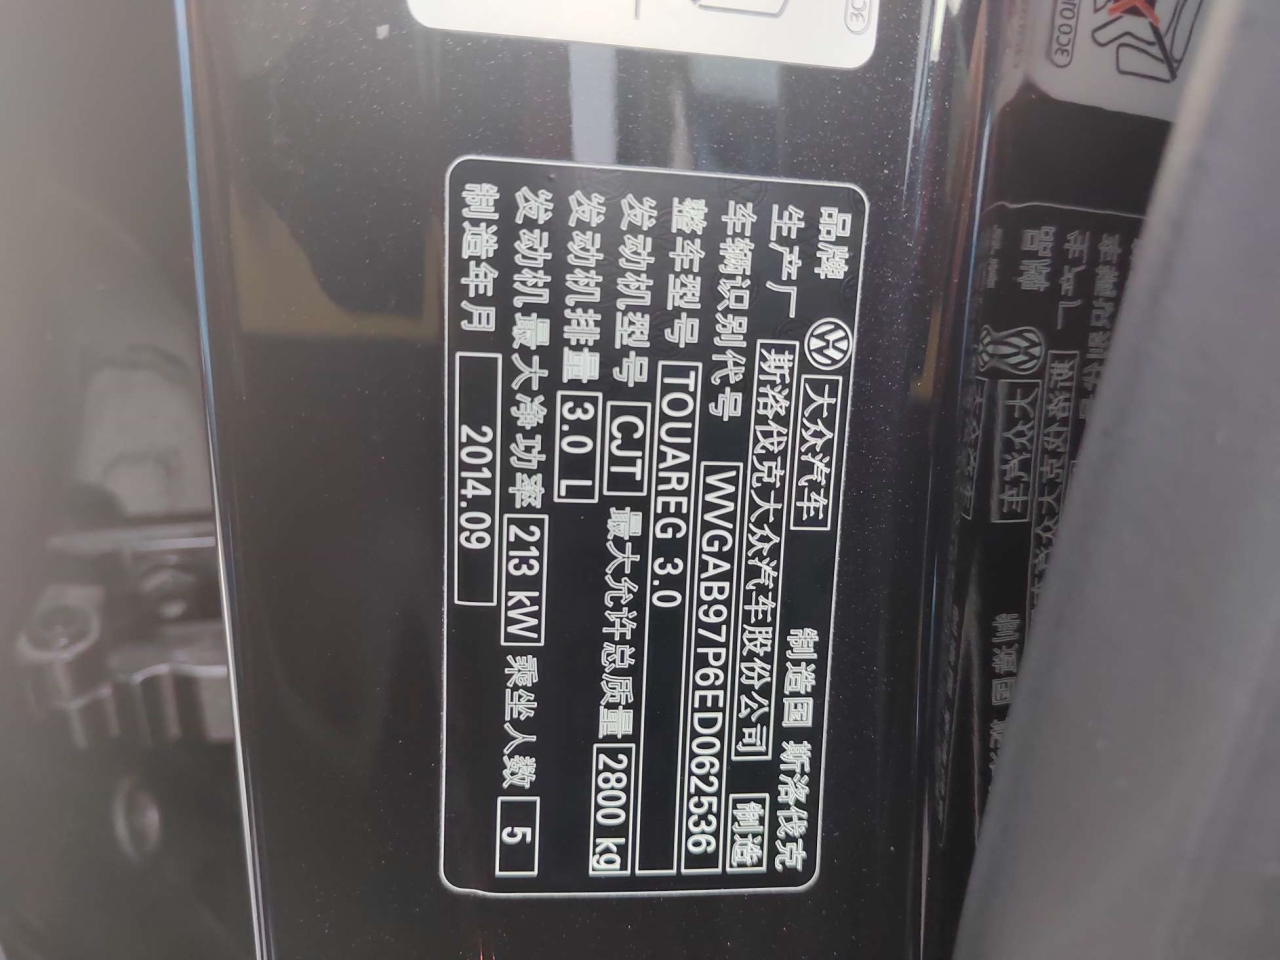 品牌 大众汽车 制造国 斯洛伐克
生产厂 斯洛伐克大众汽车股份公司 制造
车辆识别代号 WVGAB97P6ED062536
整车型号 TOUAREG 3.0
发动机型号 CJT 最大允许总质量 2800 kg
发动机排量 3.0 L
发动机最大净功率 213 kW 乘坐人数 5
制造年月 2014.09